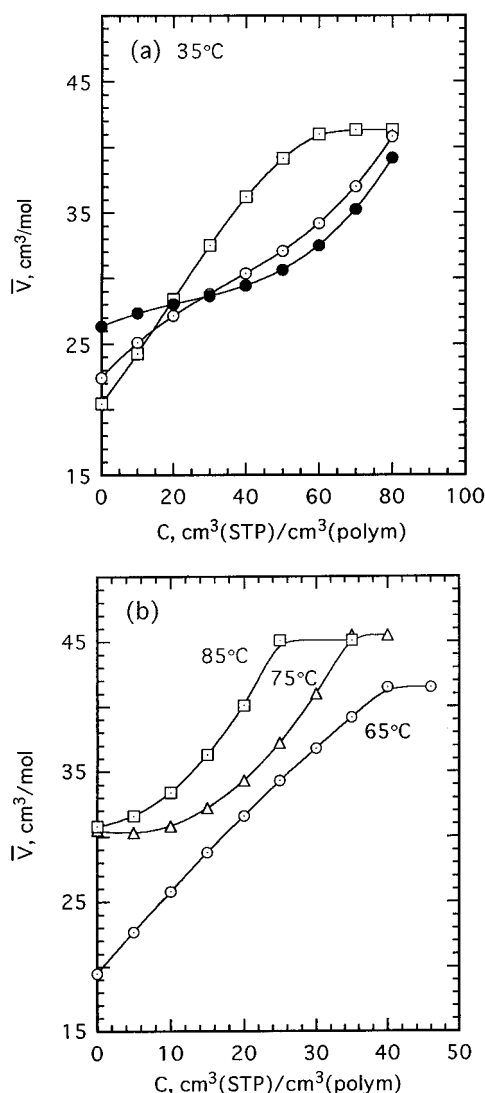 (a) 35°C
45
35
25
15
V̅, cm³/mol
0 20 40 60 80 100
C, cm³(STP)/cm³(polym)
(b)
85°C
75°C
65°C
45
35
25
15
V̅, cm³/mol
0 10 20 30 40 50
C, cm³(STP)/cm³(polym)